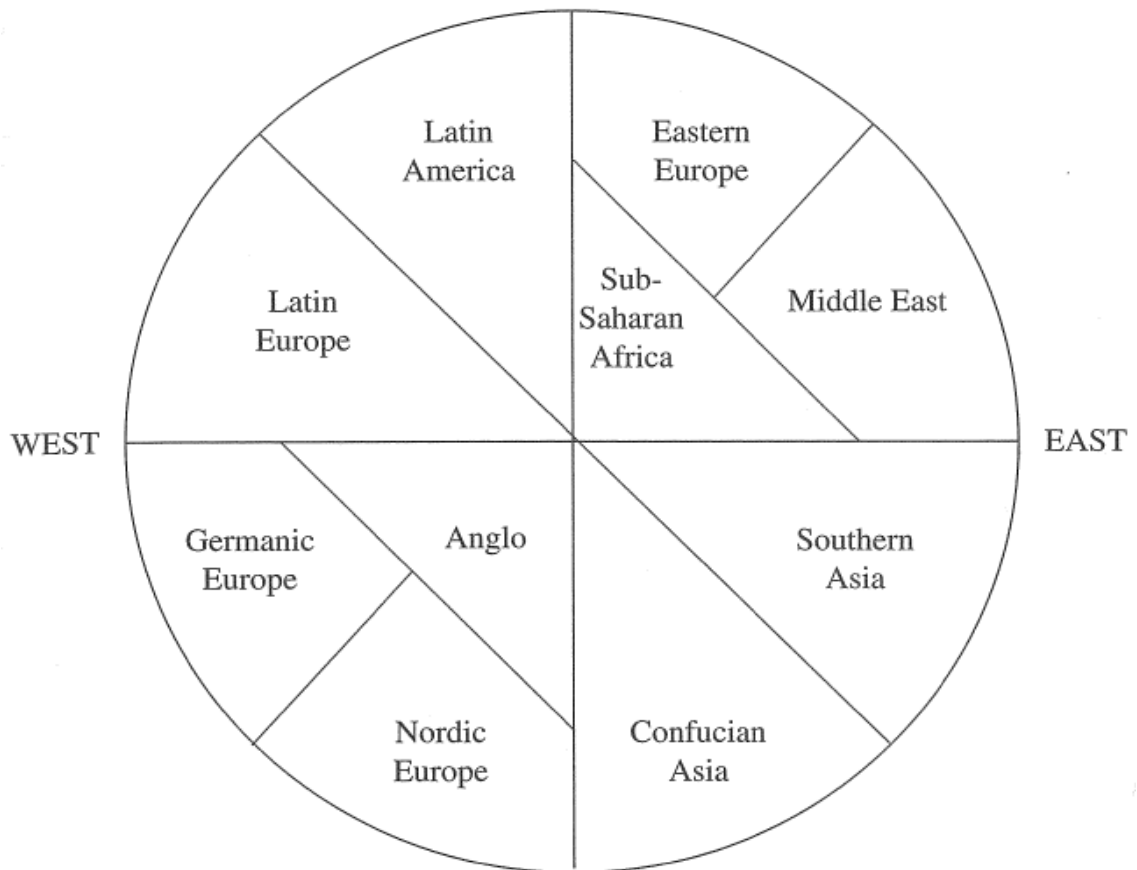 Latin
America
Eastern
Europe
Sub-
Saharan
Africa
Middle East
Latin
Europe
WEST
EAST
Germanic
Europe
Anglo
Southern
Asia
Nordic
Europe
Confucian
Asia